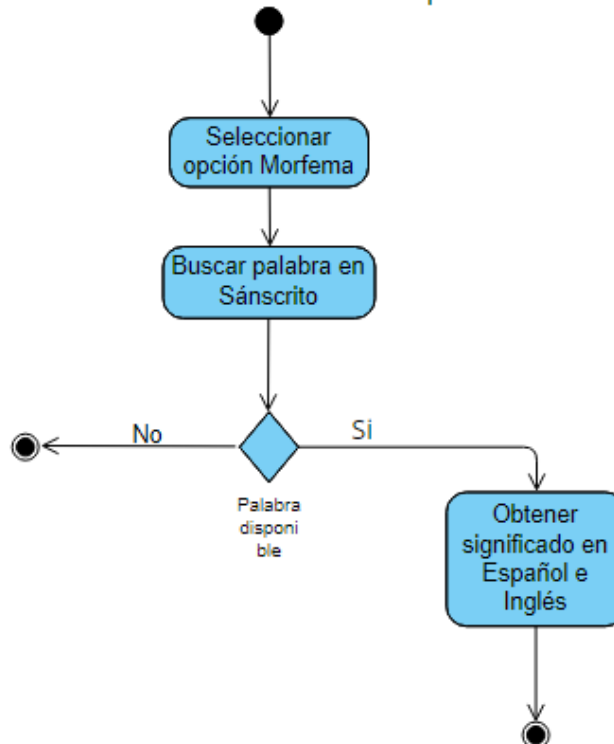 Seleccionar
opción Morfema
Buscar palabra en
Sánscrito
No
Si
Palabra
disponi
ble
Obtener
significado en
Español e
Inglés